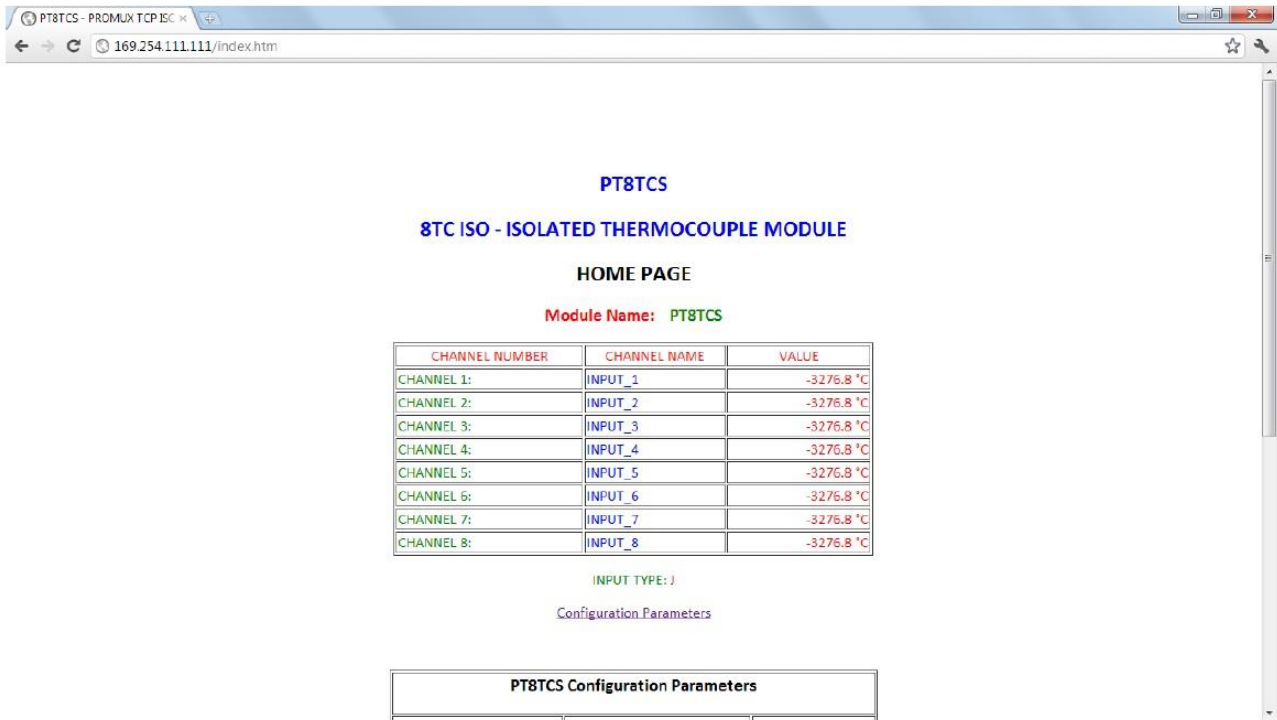 PT8TCS - PROMUX TCP ISC
169.254.111.111/index.htm
PT8TCS
8TC ISO - ISOLATED THERMOCOUPLE MODULE
HOME PAGE
Module Name: PT8TCS
CHANNEL NUMBER CHANNEL NAME VALUE
CHANNEL 1: INPUT_1 -3276.8 °C
CHANNEL 2: INPUT_2 -3276.8 °C
CHANNEL 3: INPUT_3 -3276.8 °C
CHANNEL 4: INPUT_4 -3276.8 °C
CHANNEL 5: INPUT_5 -3276.8 °C
CHANNEL 6: INPUT_6 -3276.8 °C
CHANNEL 7: INPUT_7 -3276.8 °C
CHANNEL 8: INPUT_8 -3276.8 °C
INPUT TYPE: J
Configuration Parameters
PT8TCS Configuration Parameters